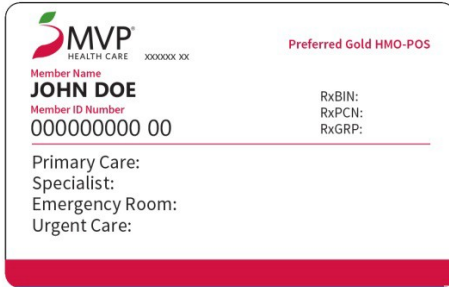 MVP®
HEALTH CARE xxxxxx xx
Preferred Gold HMO-POS
Member Name
JOHN DOE
Member ID Number
000000000 00
RxBIN:
RxPCN:
RxGRP:
Primary Care:
Specialist:
Emergency Room:
Urgent Care: